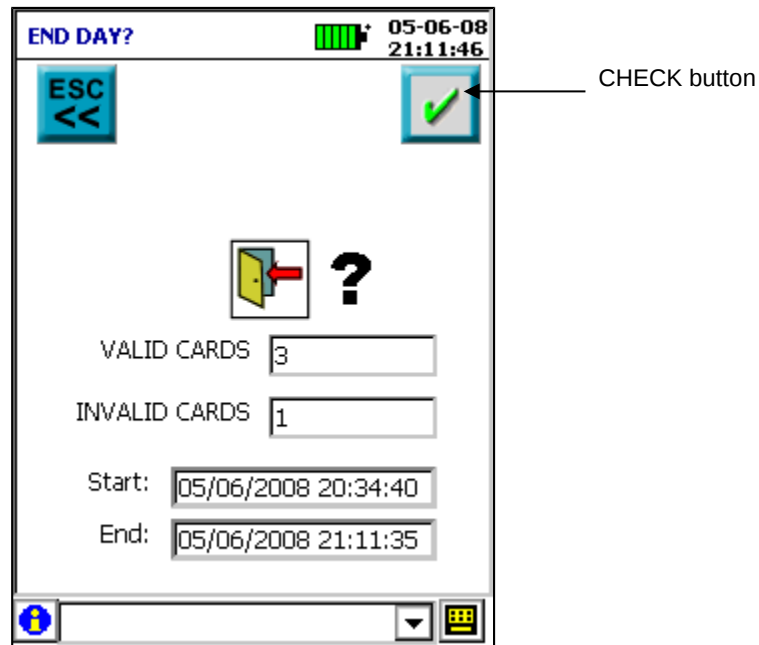 END DAY?
05-06-08
21:11:46
ESC
<<
CHECK button
?
VALID CARDS 3
INVALID CARDS 1
Start: 05/06/2008 20:34:40
End: 05/06/2008 21:11:35